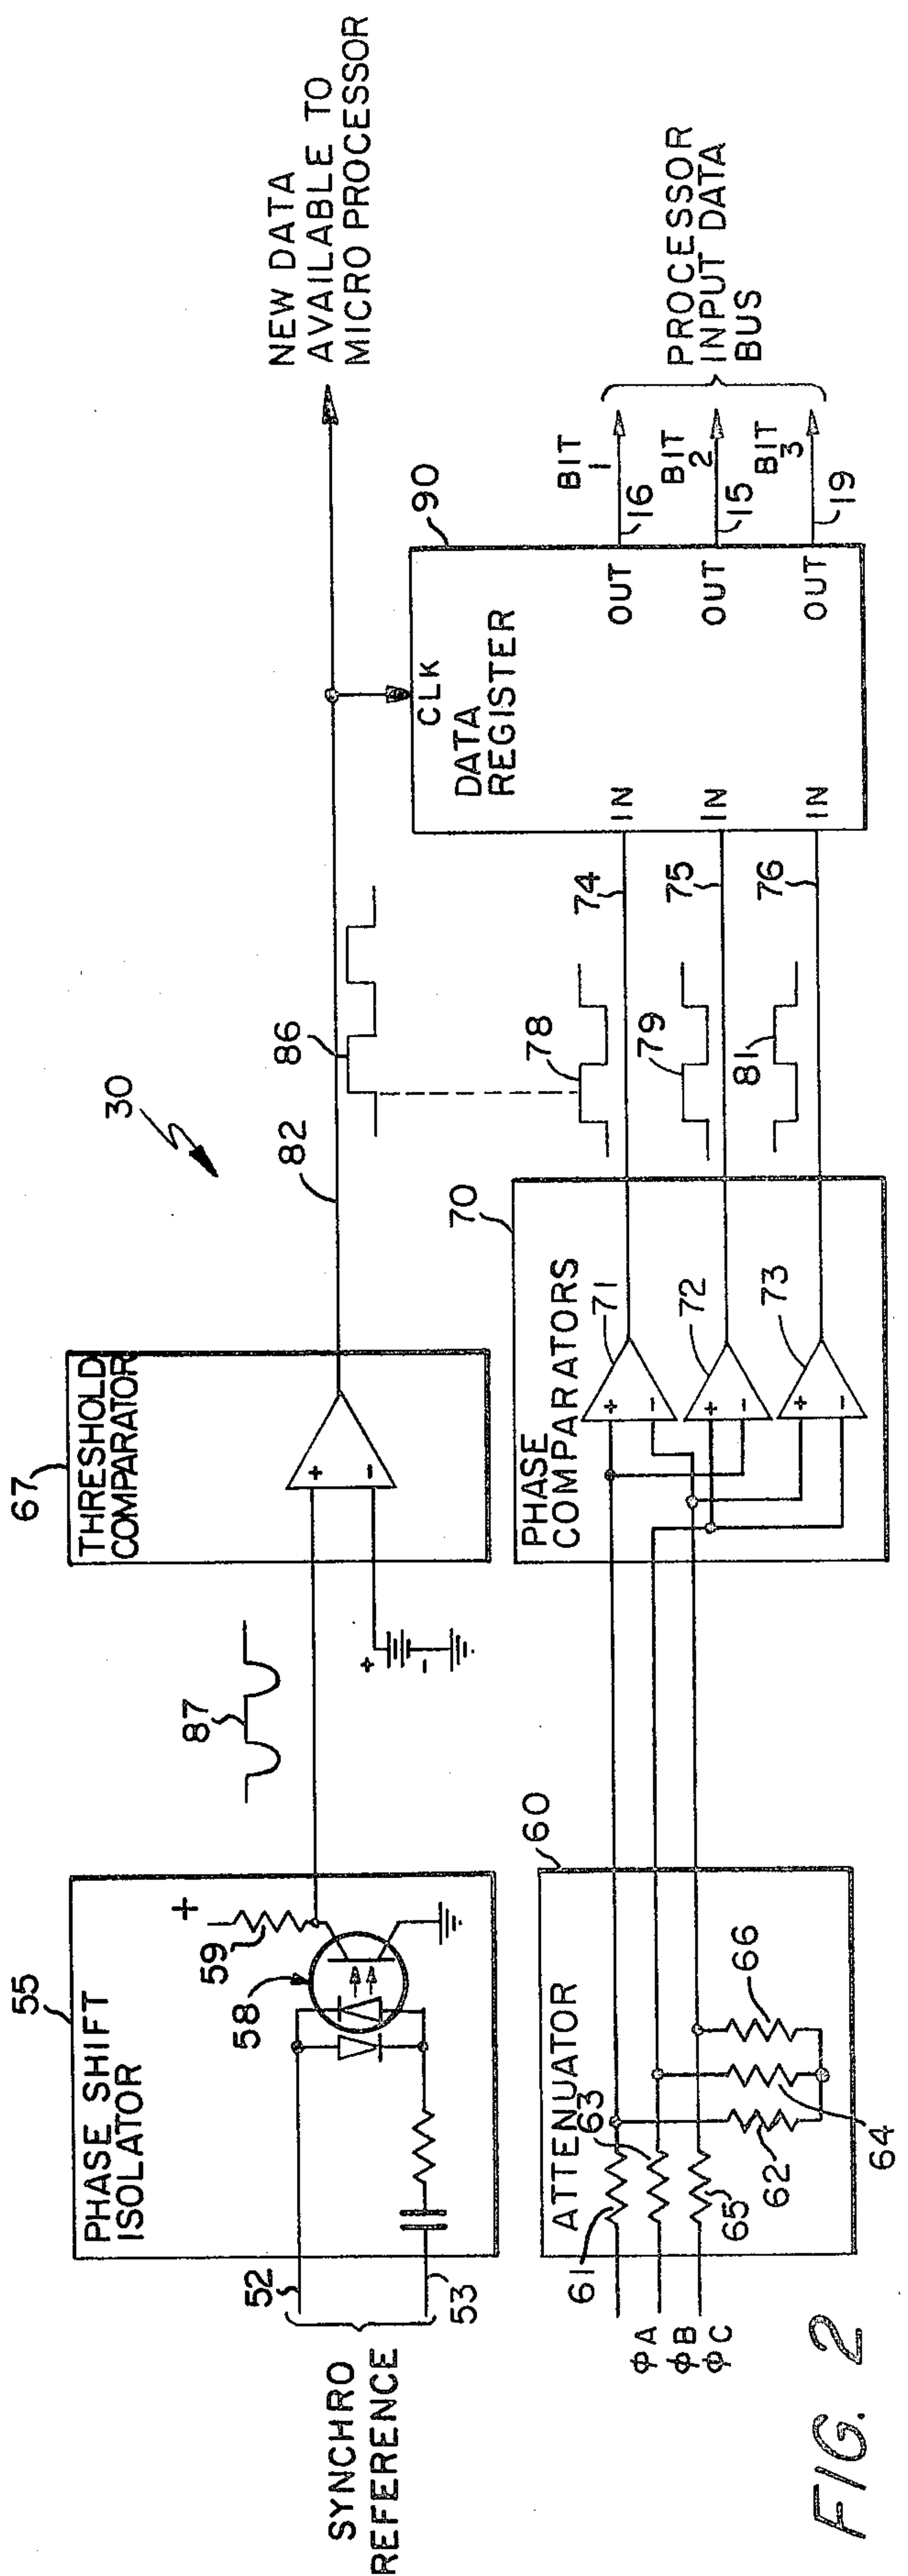 30
55
PHASE SHIFT
ISOLATOR
52
53
SYNCHRO
REFERENCE
58
59
+
87
67
THRESHOLD
COMPARATOR
+
-
+
-
82
86
NEW DATA
AVAILABLE TO
MICRO PROCESSOR
60
ATTENUATOR
61
63
65
62
64
66
ΦA
ΦB
ΦC
70
PHASE
COMPARATORS
71
+
-
72
+
-
73
+
-
78
79
81
74
75
76
90
CLK
DATA
REGISTER
IN
OUT
IN
OUT
IN
OUT
BIT
1
16
BIT
2
15
BIT
3
19
PROCESSOR
INPUT DATA
BUS
FIG. 2